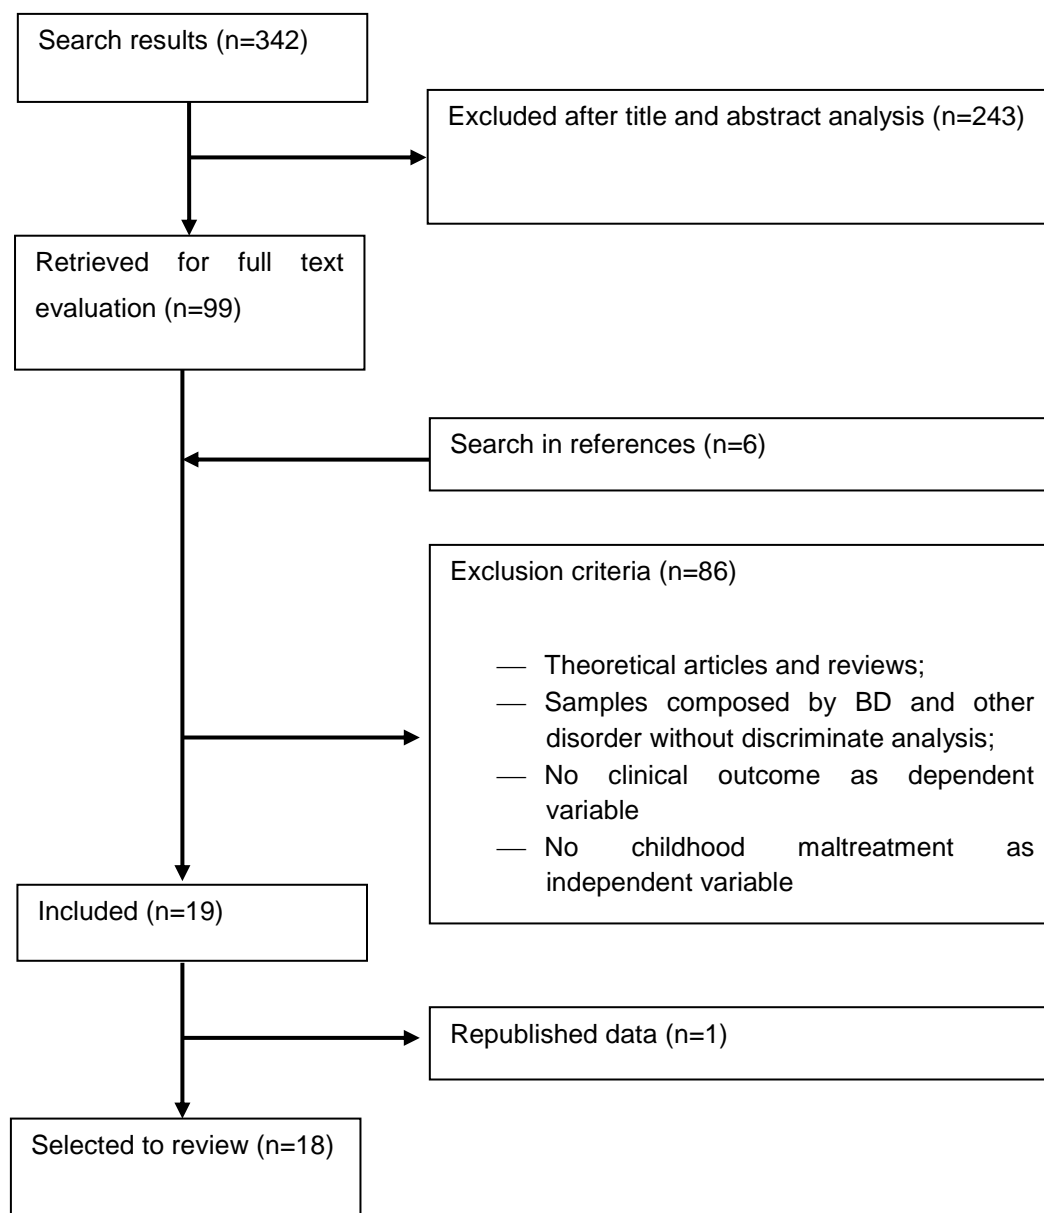 Search results (n=342)
Excluded after title and abstract analysis (n=243)
Retrieved for full text
evaluation (n=99)
Search in references (n=6)
Exclusion criteria (n=86)
— Theoretical articles and reviews;
— Samples composed by BD and other
disorder without discriminate analysis;
— No clinical outcome as dependent
variable
— No childhood maltreatment as
independent variable
Included (n=19)
Republished data (n=1)
Selected to review (n=18)